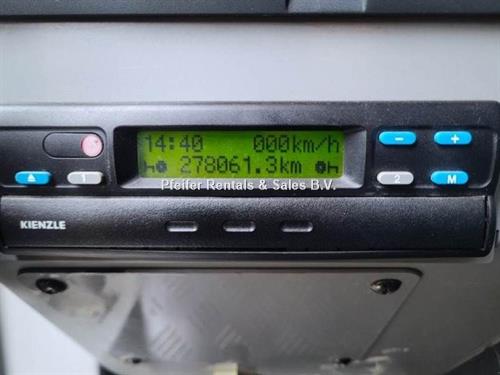 14:40 000km/h
278061.3km
Pfeifer Rentals & Sales B.V.
− +
1 2 M
KIENZLE